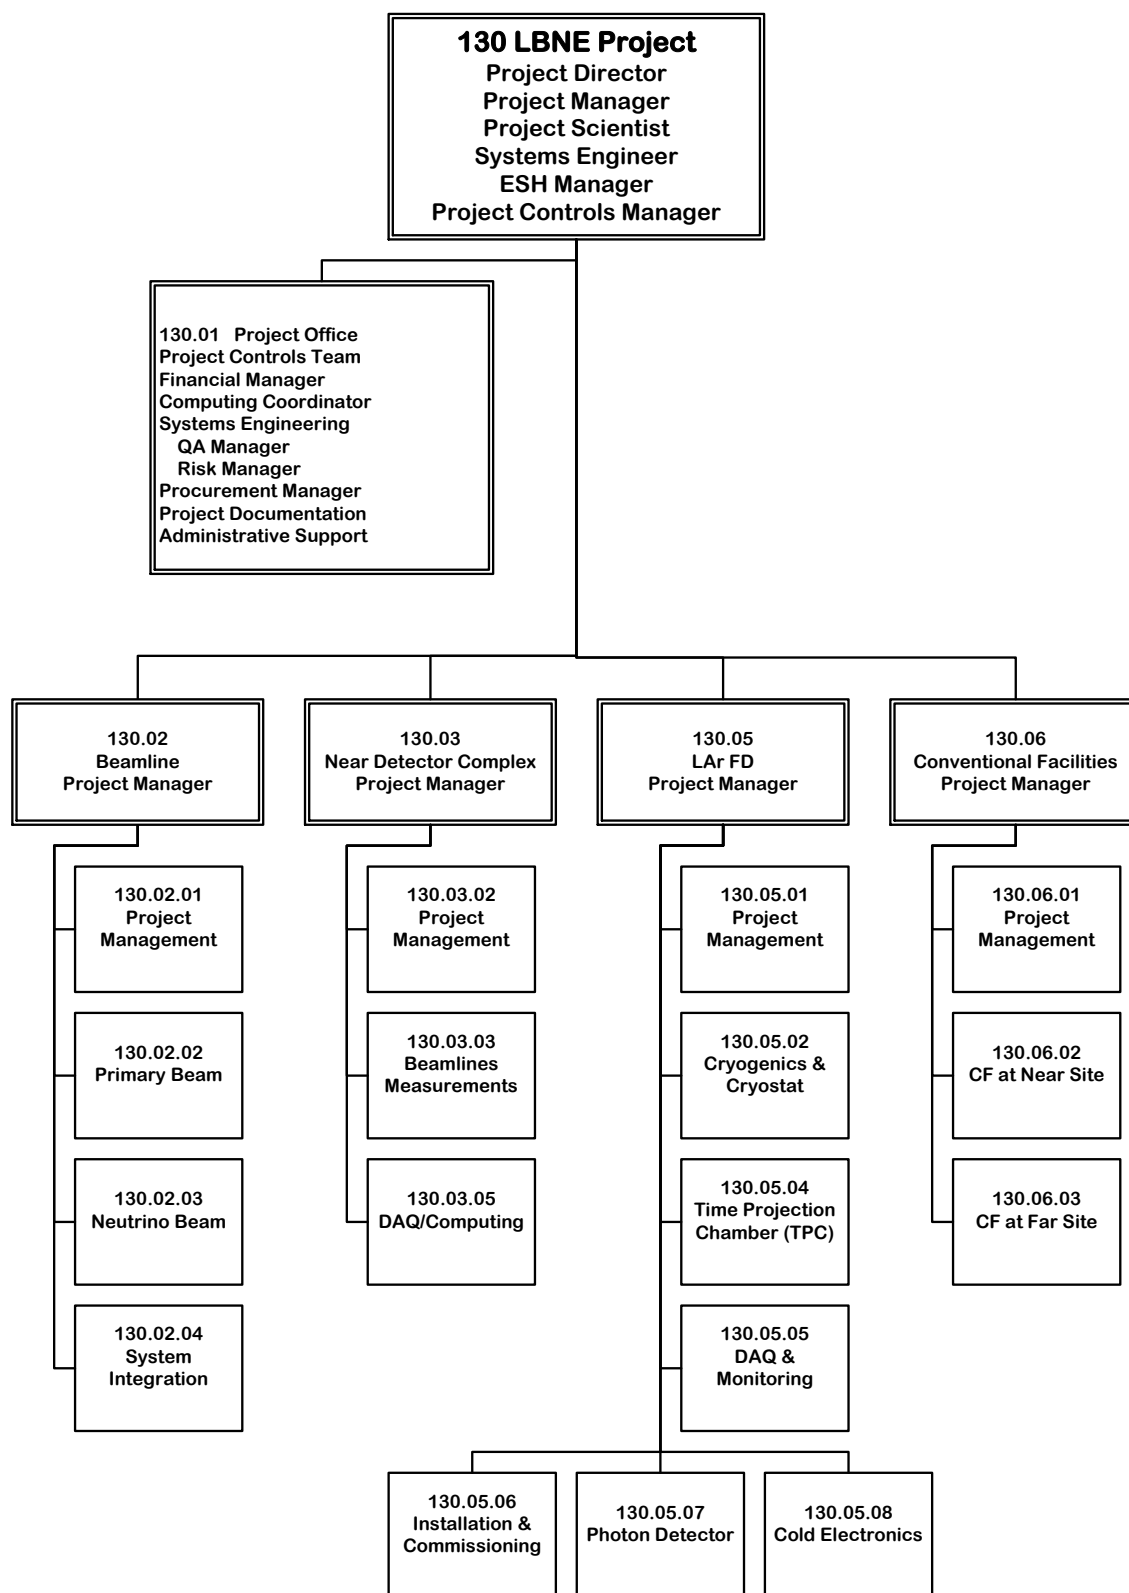 130 LBNE Project
Project Director
Project Manager
Project Scientist
Systems Engineer
ESH Manager
Project Controls Manager
130.01 Project Office
Project Controls Team
Financial Manager
Computing Coordinator
Systems Engineering
QA Manager
Risk Manager
Procurement Manager
Project Documentation
Administrative Support
130.02
Beamline
Project Manager
130.03
Near Detector Complex
Project Manager
130.05
LAr FD
Project Manager
130.06
Conventional Facilities
Project Manager
130.02.01
Project
Management
130.02.02
Primary Beam
130.02.03
Neutrino Beam
130.02.04
System
Integration
130.03.02
Project
Management
130.03.03
Beamlines
Measurements
130.03.05
DAQ/Computing
130.05.01
Project
Management
130.05.02
Cryogenics &
Cryostat
130.05.04
Time Projection
Chamber (TPC)
130.05.05
DAQ &
Monitoring
130.05.06
Installation &
Commissioning
130.05.07
Photon Detector
130.05.08
Cold Electronics
130.06.01
Project
Management
130.06.02
CF at Near Site
130.06.03
CF at Far Site